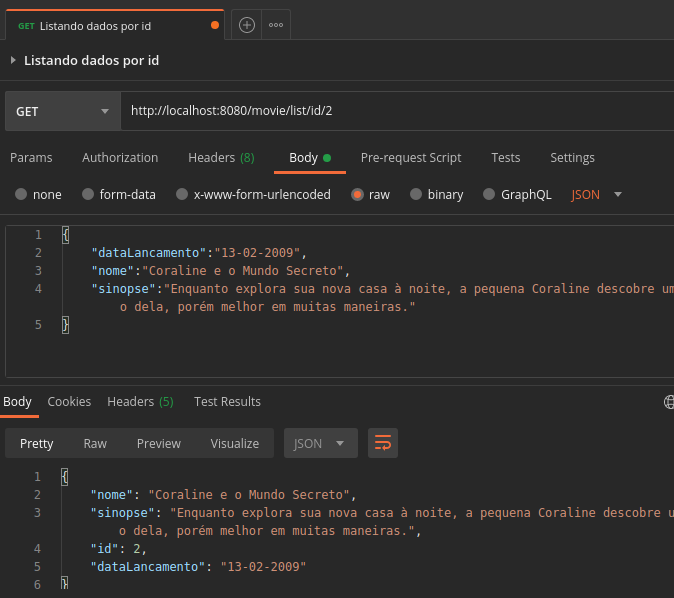 GET Listando dados por id
Listando dados por id
GET http://localhost:8080/movie/list/id/2
Params Authorization Headers (8) Body Pre-request Script Tests Settings
none form-data x-www-form-urlencoded raw binary GraphQL JSON
1 {
2 "dataLancamento":"13-02-2009",
3 "nome":"Coraline e o Mundo Secreto",
4 "sinopse":"Enquanto explora sua nova casa à noite, a pequena Coraline descobre um
o dela, porém melhor em muitas maneiras."
5 }
Body Cookies Headers (5) Test Results
Pretty Raw Preview Visualize JSON
1 {
2 "nome": "Coraline e o Mundo Secreto",
3 "sinopse": "Enquanto explora sua nova casa à noite, a pequena Coraline descobre
o dela, porém melhor em muitas maneiras.",
4 "id": 2,
5 "dataLancamento": "13-02-2009"
6 }